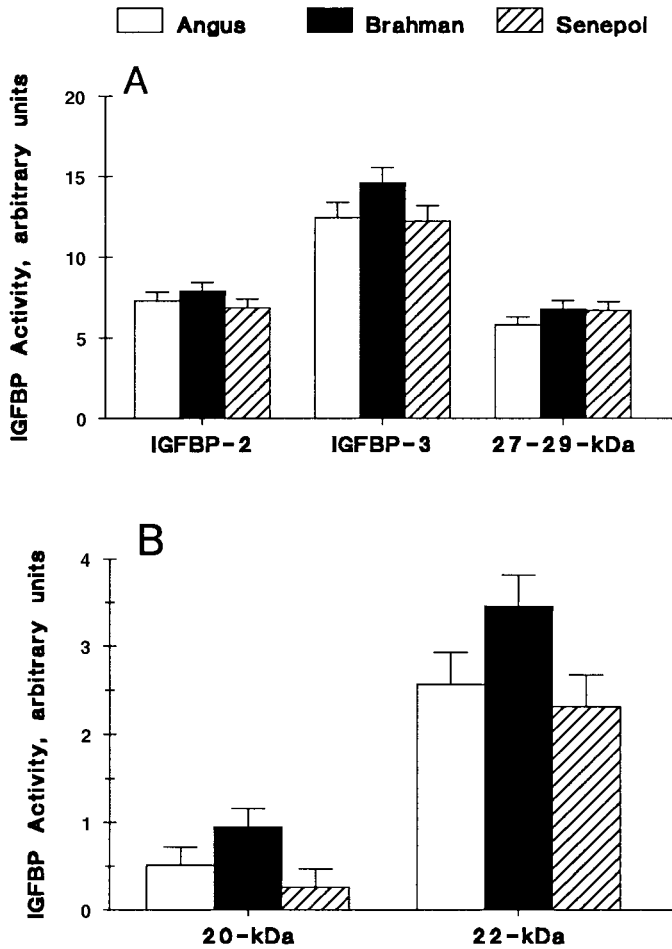 Angus Brahman Senepol
A
IGFBP Activity, arbitrary units
20
15
10
5
0
IGFBP-2 IGFBP-3 27-29-kDa
B
IGFBP Activity, arbitrary units
4
3
2
1
0
20-kDa 22-kDa